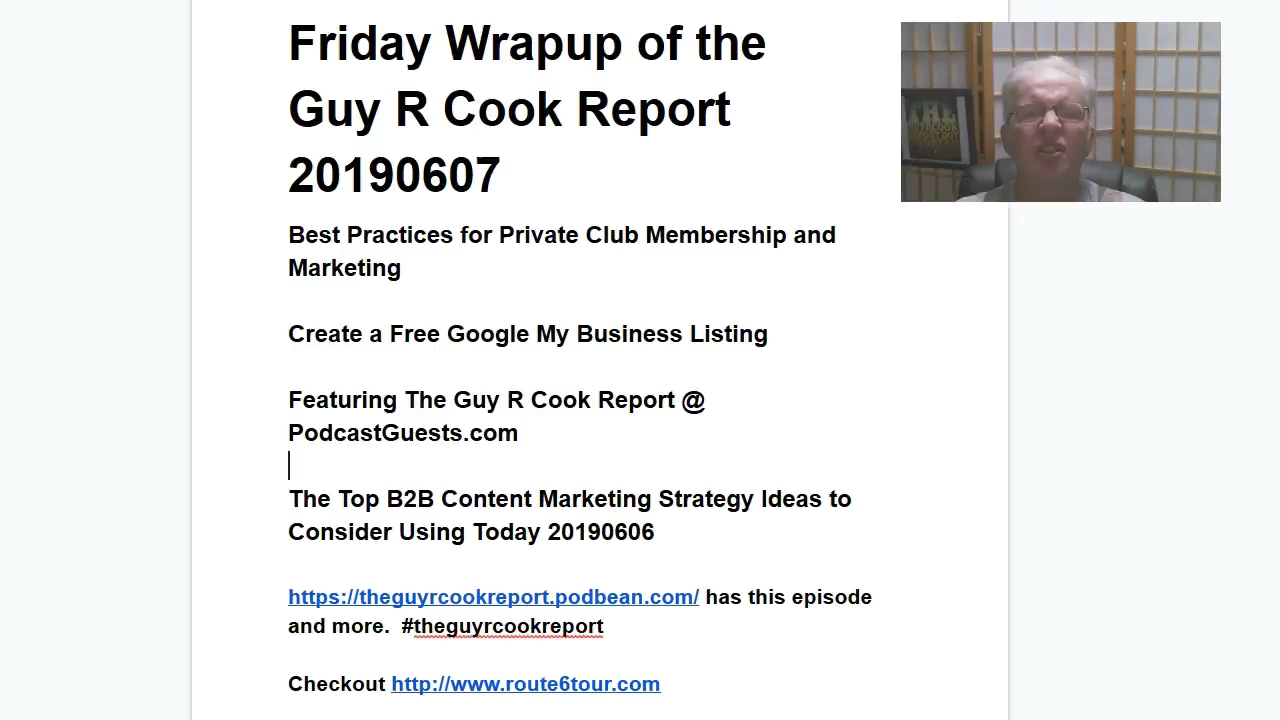 Friday Wrapup of the
Guy R Cook Report
20190607
Best Practices for Private Club Membership and
Marketing
Create a Free Google My Business Listing
Featuring The Guy R Cook Report @
PodcastGuests.com
The Top B2B Content Marketing Strategy Ideas to
Consider Using Today 20190606
https://theguyrcookreport.podbean.com/ has this episode
and more.  #theguyrcookreport
Checkout http://www.route6tour.com